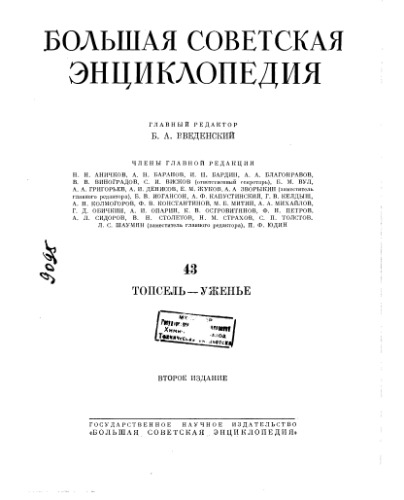 БОЛЬШАЯ СОВЕТСКАЯ
ЭНЦИКЛОПЕДИЯ
ГЛАВНЫЙ РЕДАКТОР
Б. А. ВВЕДЕНСКИЙ
ЧЛЕНЫ ГЛАВНОЙ РЕДАКЦИИ
Н. Н. АНИЧКОВ, А. Н. БАРАНОВ, И. П. БАРДИН, А. А. БЛАГОНРАВОВ,
В. В. ВИНОГРАДОВ, С. И. ВИСКОВ (ответственный секретарь), Б. М. ВУЛ,
А. А. ГРИГОРЬЕВ, А. И. ДЕНИСОВ, Е. М. ЖУКОВ, А. А. ЗВОРЫКИН (заместитель
главного редактора), Б. В. ИОГАНСОН, А. Ф. КАПУСТИНСКИЙ, Г. В. КЕЛДЫШ,
А. Н. КОЛМОГОРОВ, Ф. В. КОНСТАНТИНОВ, М. Б. МИТИН, А. А. МИХАЙЛОВ,
Г. Д. ОБИЧКИН, А. И. ОПАРИН, К. В. ОСТРОВИТЯНОВ, Ф. Н. ПЕТРОВ,
А. Л. СИДОРОВ, В. Н. СТОЛЕТОВ, Н. М. СТРАХОВ, С. П. ТОЛСТОВ,
Л. С. ШАУМЯН (заместитель главного редактора), П. Ф. ЮДИН
9095
43
ТОПСЕЛЬ—УЖЕНЬЕ
ВТОРОЕ ИЗДАНИЕ
ГОСУДАРСТВЕННОЕ НАУЧНОЕ ИЗДАТЕЛЬСТВО
«БОЛЬШАЯ СОВЕТСКАЯ ЭНЦИКЛОПЕДИЯ»